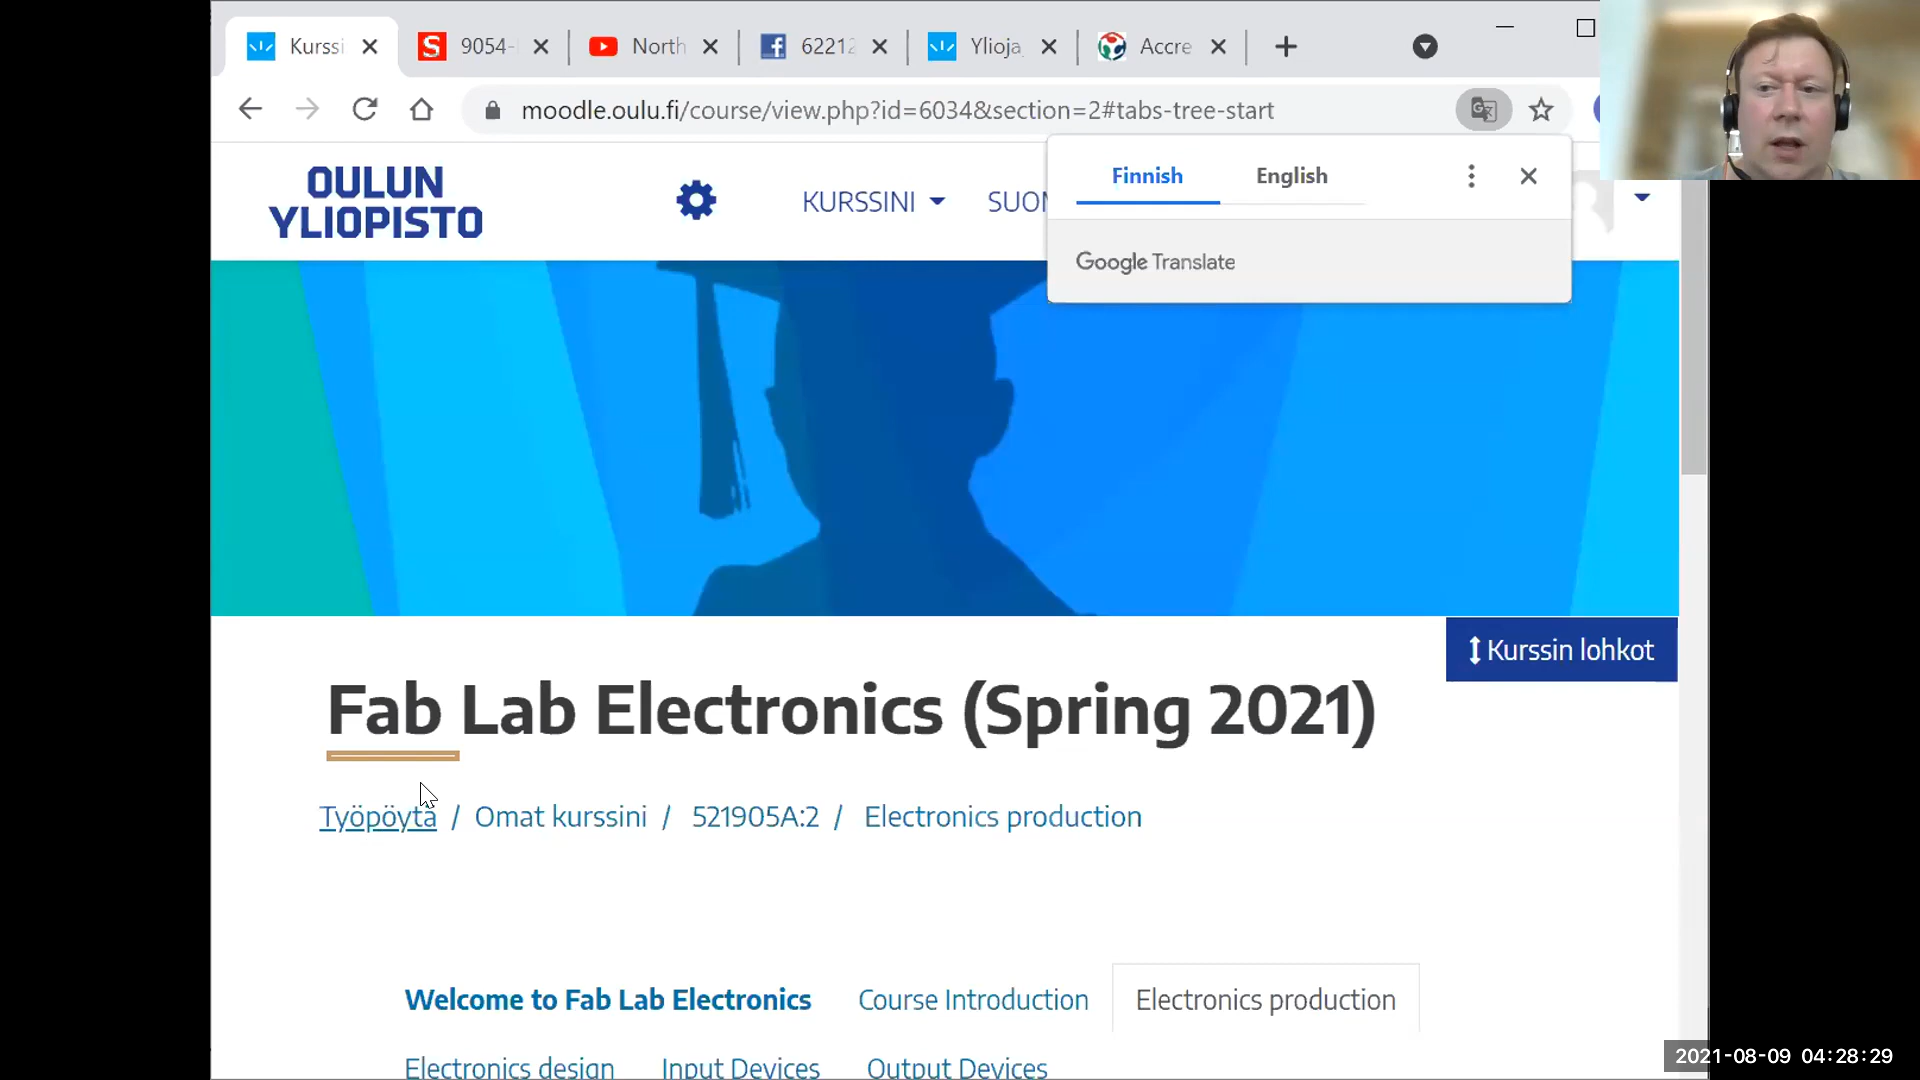 Kurssi
9054-
North
62212
Ylioja
Accre
moodle.oulu.fi/course/view.php?id=6034&section=2#tabs-tree-start
OULUN
YLIOPISTO
KURSSINI
SUOM
Finnish
English
Google Translate
Kurssin lohkot
Fab Lab Electronics (Spring 2021)
Työpöytä / Omat kurssini / 521905A:2 / Electronics production
Welcome to Fab Lab Electronics
Course Introduction
Electronics production
Electronics design
Input Devices
Output Devices
2021-08-09 04:28:29